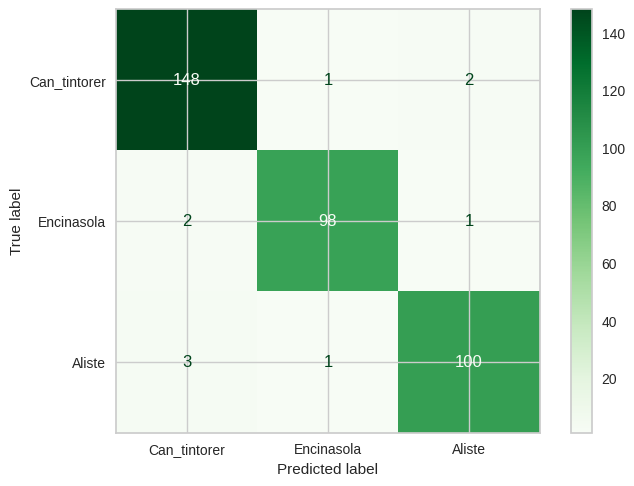 Can_tintorer 148 1 2
Encinasola 2 98 1
Aliste 3 1 100
Can_tintorer Encinasola Aliste
Predicted label
True label
140
120
100
80
60
40
20